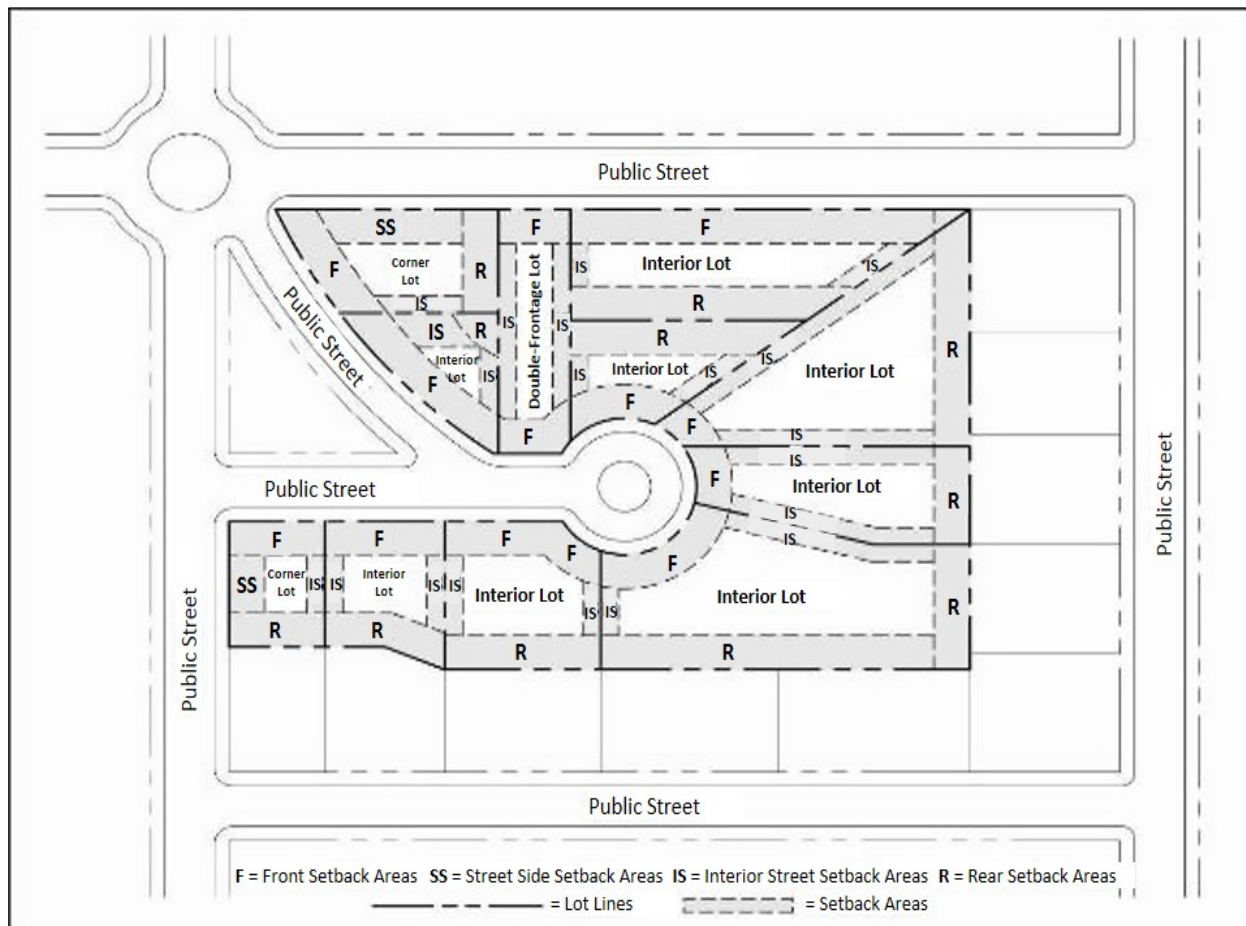 Public Street
SS
F
F
F
Corner
Lot
R
IS
Interior Lot
IS
IS
R
Public Street
IS
R
IS
Double-Frontage Lot
IS
R
Interior
Lot
IS
F
IS
Interior Lot
IS
IS
Interior Lot
R
F
F
F
IS
IS
Public Street
F
Interior Lot
R
IS
IS
Public Street
F
F
F
F
F
SS
Corner
Lot
IS
IS
Interior
Lot
IS
IS
Interior Lot
IS
IS
Interior Lot
R
R
R
R
R
Public Street
Public Street
F = Front Setback Areas SS = Street Side Setback Areas IS = Interior Street Setback Areas R = Rear Setback Areas
= Lot Lines
= Setback Areas